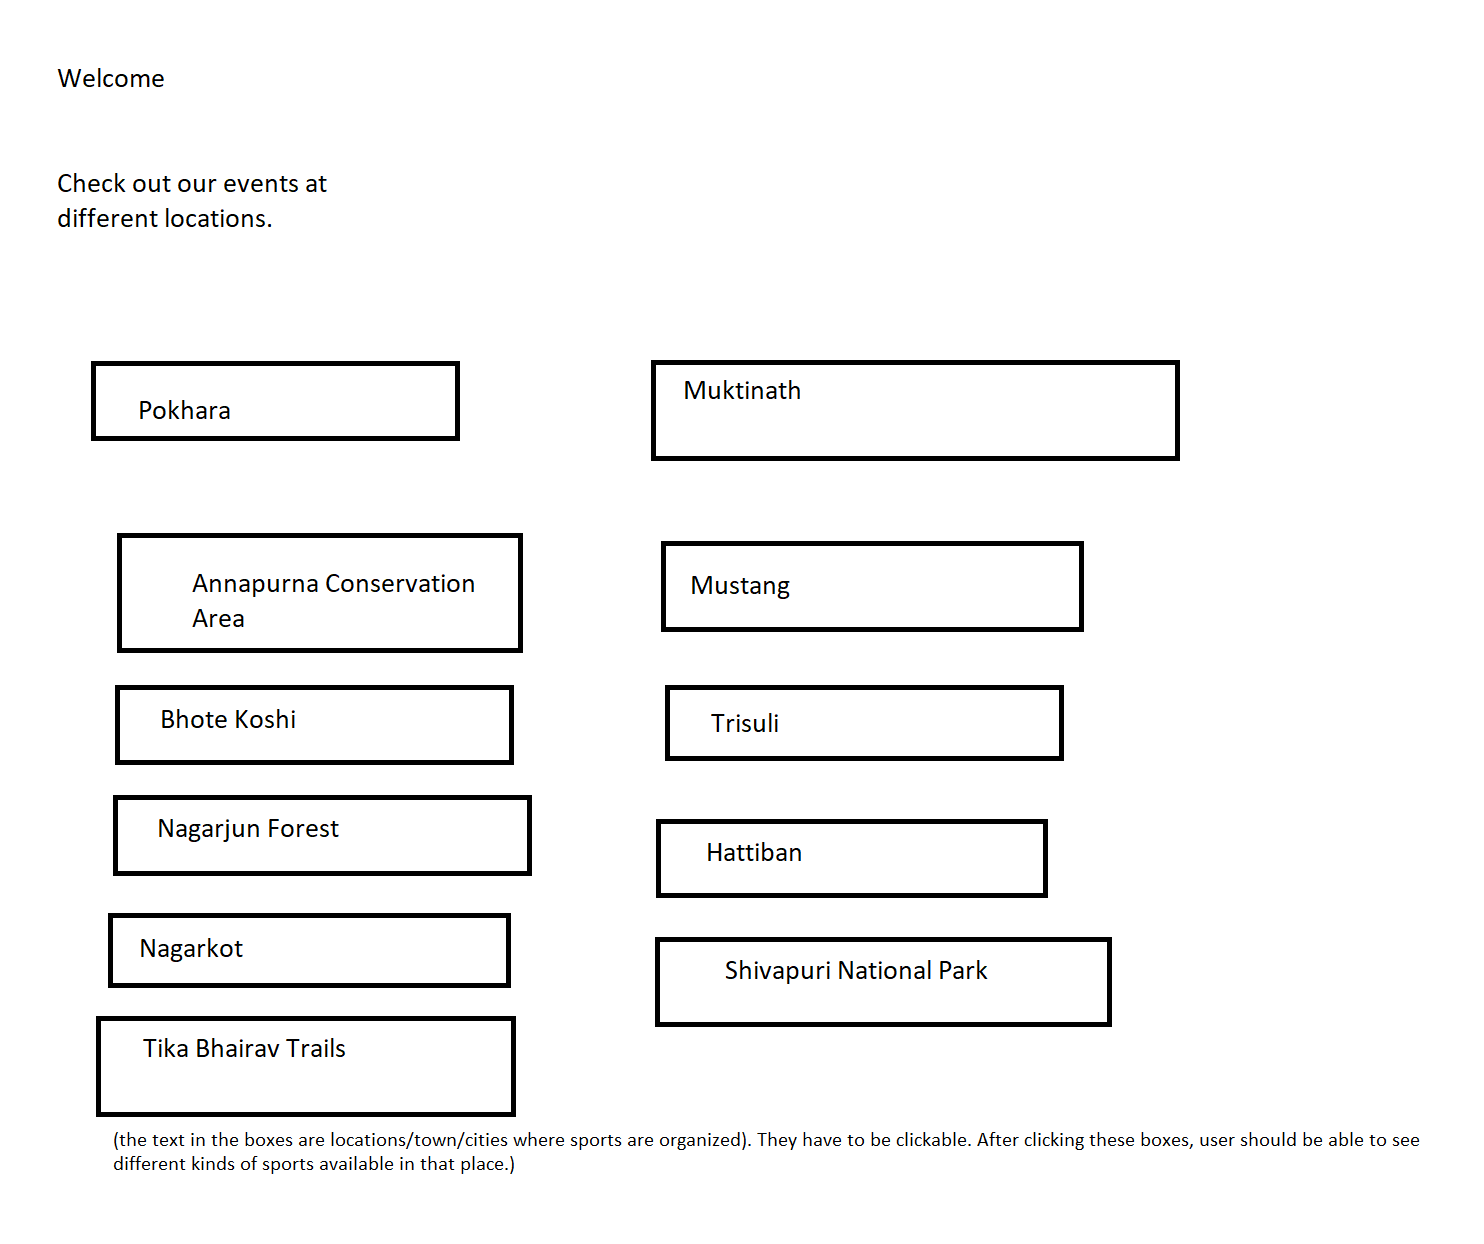 Welcome
Check out our events at
different locations.
Pokhara
Muktinath
Annapurna Conservation
Area
Mustang
Bhote Koshi
Trisuli
Nagarjun Forest
Hattiban
Nagarkot
Shivapuri National Park
Tika Bhairav Trails
(the text in the boxes are locations/town/cities where sports are organized). They have to be clickable. After clicking these boxes, user should be able to see
different kinds of sports available in that place.)